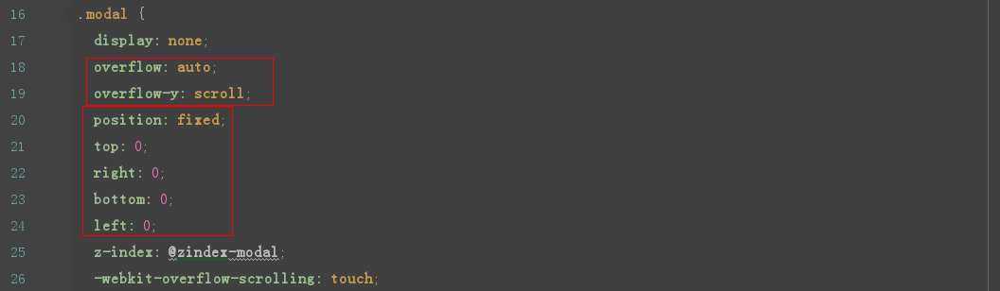 16 .modal {
17 display: none;
18 overflow: auto;
19 overflow-y: scroll;
20 position: fixed;
21 top: 0;
22 right: 0;
23 bottom: 0;
24 left: 0;
25 z-index: @zindex-modal;
26 -webkit-overflow-scrolling: touch;